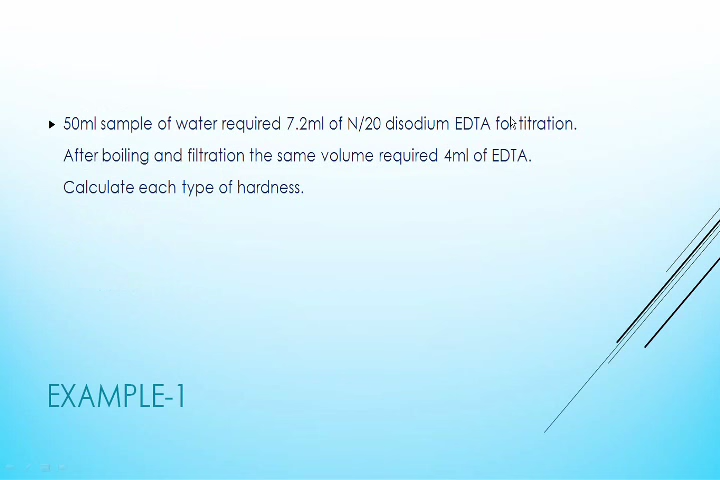 50ml sample of water required 7.2ml of N/20 disodium EDTA for titration.
After boiling and filtration the same volume required 4ml of EDTA.
Calculate each type of hardness.
EXAMPLE-1